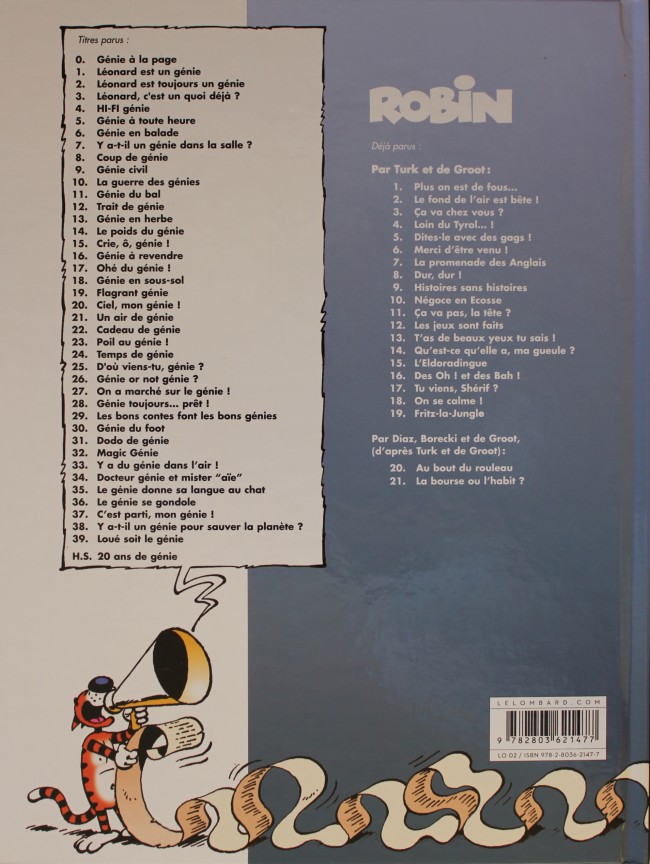 Titres parus :
0. Génie à la page
1. Léonard est un génie
2. Léonard est toujours un génie
3. Léonard, c'est un quoi déjà ?
4. HI-FI génie
5. Génie à toute heure
6. Génie en balade
7. Y a-t-il un génie dans la salle ?
8. Coup de génie
9. Génie civil
10. La guerre des génies
11. Génie du bal
12. Trait de génie
13. Génie en herbe
14. Le poids du génie
15. Crie, ô, génie !
16. Génie à revendre
17. Ohé du génie !
18. Génie en sous-sol
19. Flagrant génie
20. Ciel, mon génie !
21. Un air de génie
22. Cadeau de génie
23. Poil au génie !
24. Temps de génie
25. D'où viens-tu, génie ?
26. Génie or not génie ?
27. On a marché sur le génie !
28. Génie toujours... prêt !
29. Les bons contes font les bons génies
30. Génie du foot
31. Dodo de génie
32. Magic Génie
33. Y a du génie dans l'air !
34. Docteur génie et mister "aïe"
35. Le génie donne sa langue au chat
36. Le génie se gondole
37. C'est parti, mon génie !
38. Y a-t-il un génie pour sauver la planète ?
39. Loué soit le génie
H.S. 20 ans de génie
ROBiN
Déjà parus :
Par Turk et de Groot :
1. Plus on est de fous...
2. Le fond de l'air est bête !
3. Ça va chez vous ?
4. Loin du Tyrol... !
5. Dites-le avec des gags !
6. Merci d'être venu !
7. La promenade des Anglais
8. Dur, dur !
9. Histoires sans histoires
10. Négoce en Ecosse
11. Ça va pas, la tête ?
12. Les jeux sont faits
13. T'as de beaux yeux tu sais !
14. Qu'est-ce qu'elle a, ma gueule ?
15. L'Eldoradingue
16. Des Oh ! et des Bah !
17. Tu viens, Shérif ?
18. On se calme !
19. Fritz-la-Jungle
Par Diaz, Borecki et de Groot,
(d'après Turk et de Groot) :
20. Au bout du rouleau
21. La bourse ou l'habit ?
LELOMBARD.COM
9 782803 621477
LO 02 / ISBN 978-2-8036-2147-7